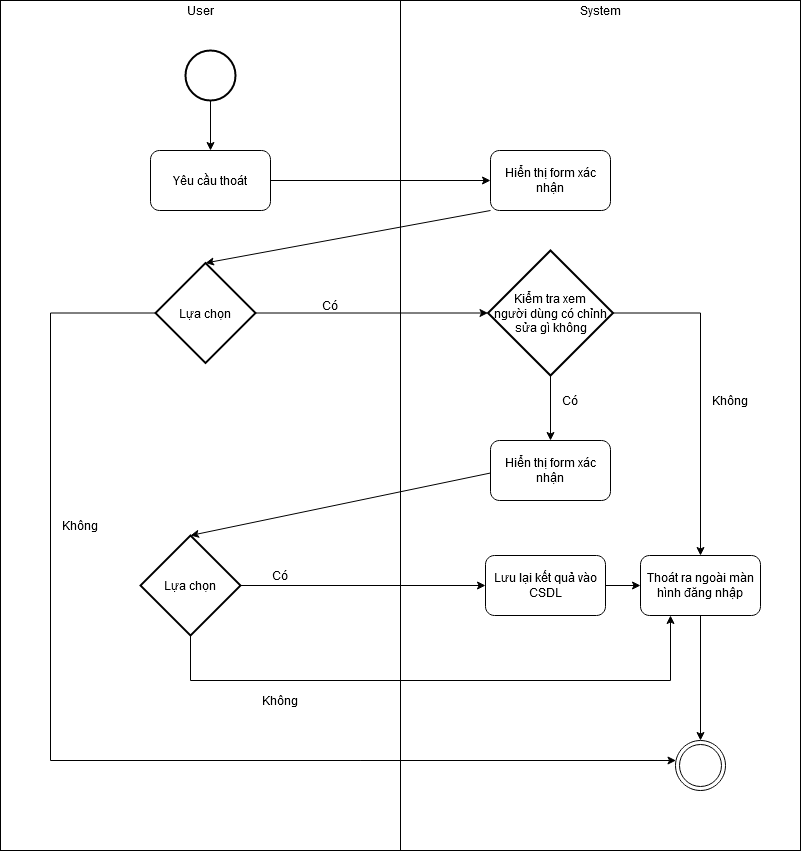 User
System
Yêu cầu thoát
Hiển thị form xác
nhận
Lựa chọn
Có
Kiểm tra xem
người dùng có chỉnh
sửa gì không
Có
Không
Hiển thị form xác
nhận
Không
Lựa chọn
Có
Lưu lại kết quả vào
CSDL
Thoát ra ngoài màn
hình đăng nhập
Không